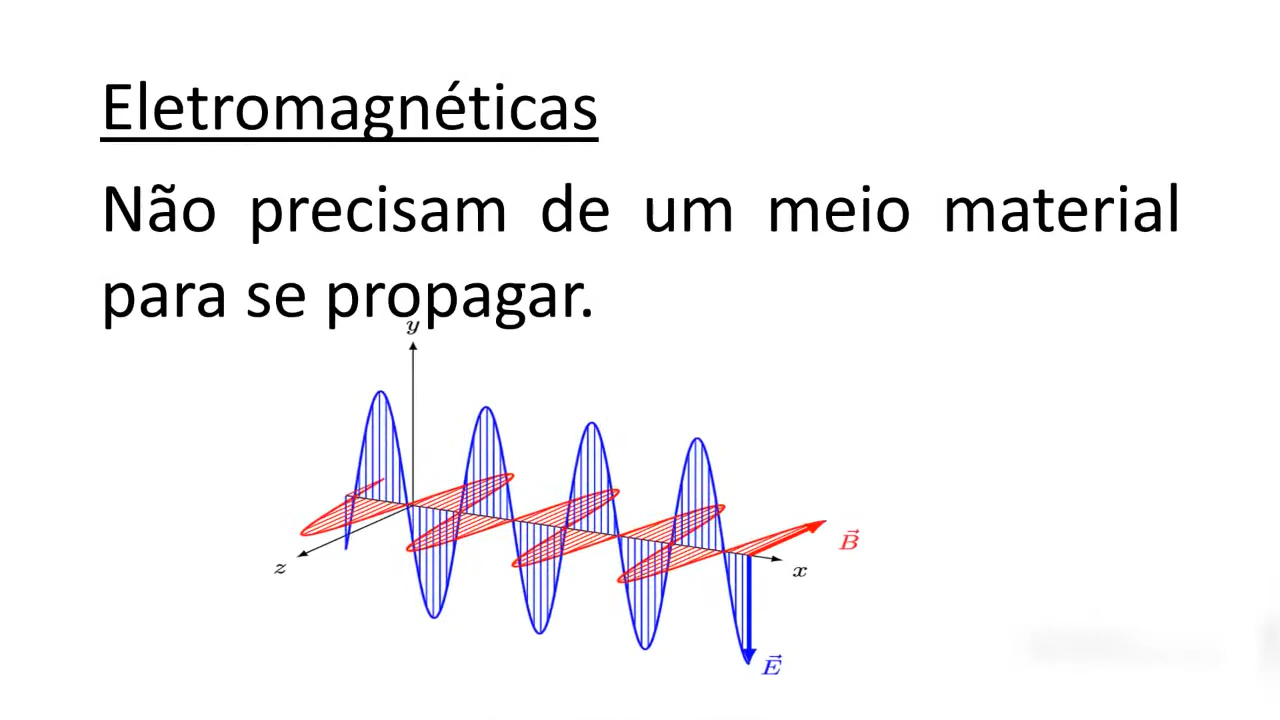 Eletromagnéticas
Não precisam de um meio material
para se propagar.
y
z
x
B⃗
E⃗